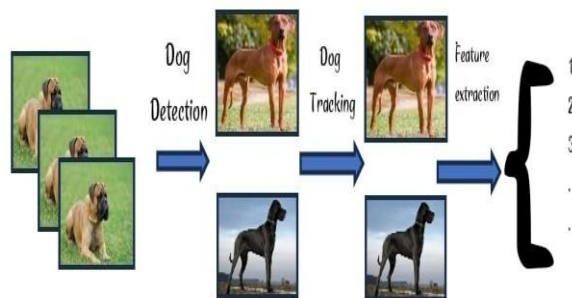 Dog
Detection
Dog
Tracking
Feature
extraction
1
2
3
.
.